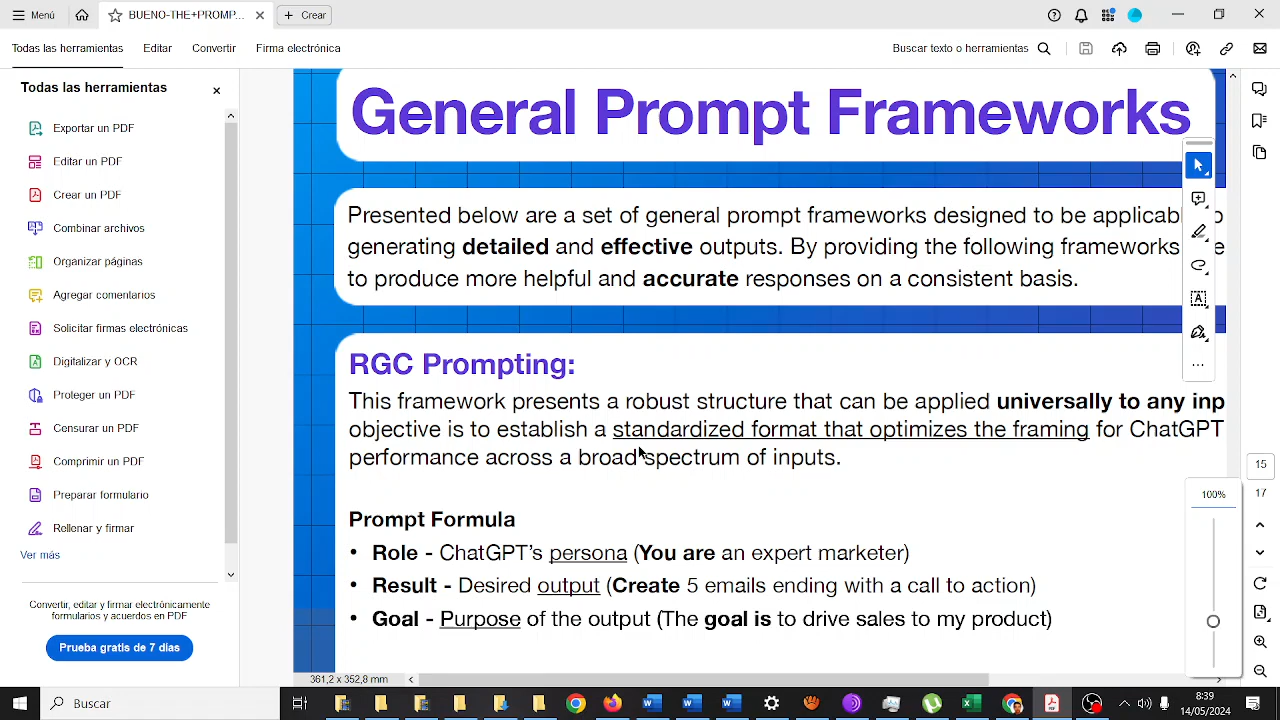 Menú
BUENO-THE+PROMP...
Crear
Todas las herramientas
Editar
Convertir
Firma electrónica
Buscar texto o herramientas
Todas las herramientas
Exportar un PDF
Editar un PDF
Crear un PDF
Combinar archivos
Organizar páginas
Agregar comentarios
Solicitar firmas electrónicas
Digitalizar y OCR
Proteger un PDF
Censurar un PDF
Comprimir un PDF
Preparar formulario
Rellenar y firmar
Ver más
Convertir, editar y firmar electrónicamente
formularios y acuerdos en PDF
Prueba gratis de 7 días
General Prompt Frameworks
Presented below are a set of general prompt frameworks designed to be applicabl
generating detailed and effective outputs. By providing the following frameworks
to produce more helpful and accurate responses on a consistent basis.
RGC Prompting:
This framework presents a robust structure that can be applied universally to any inp
objective is to establish a standardized format that optimizes the framing for ChatGPT
performance across a broad spectrum of inputs.
Prompt Formula
• Role - ChatGPT’s persona (You are an expert marketer)
• Result - Desired output (Create 5 emails ending with a call to action)
• Goal - Purpose of the output (The goal is to drive sales to my product)
361,2 x 352,8 mm
15
17
100%
Buscar
8:39
14/05/2024